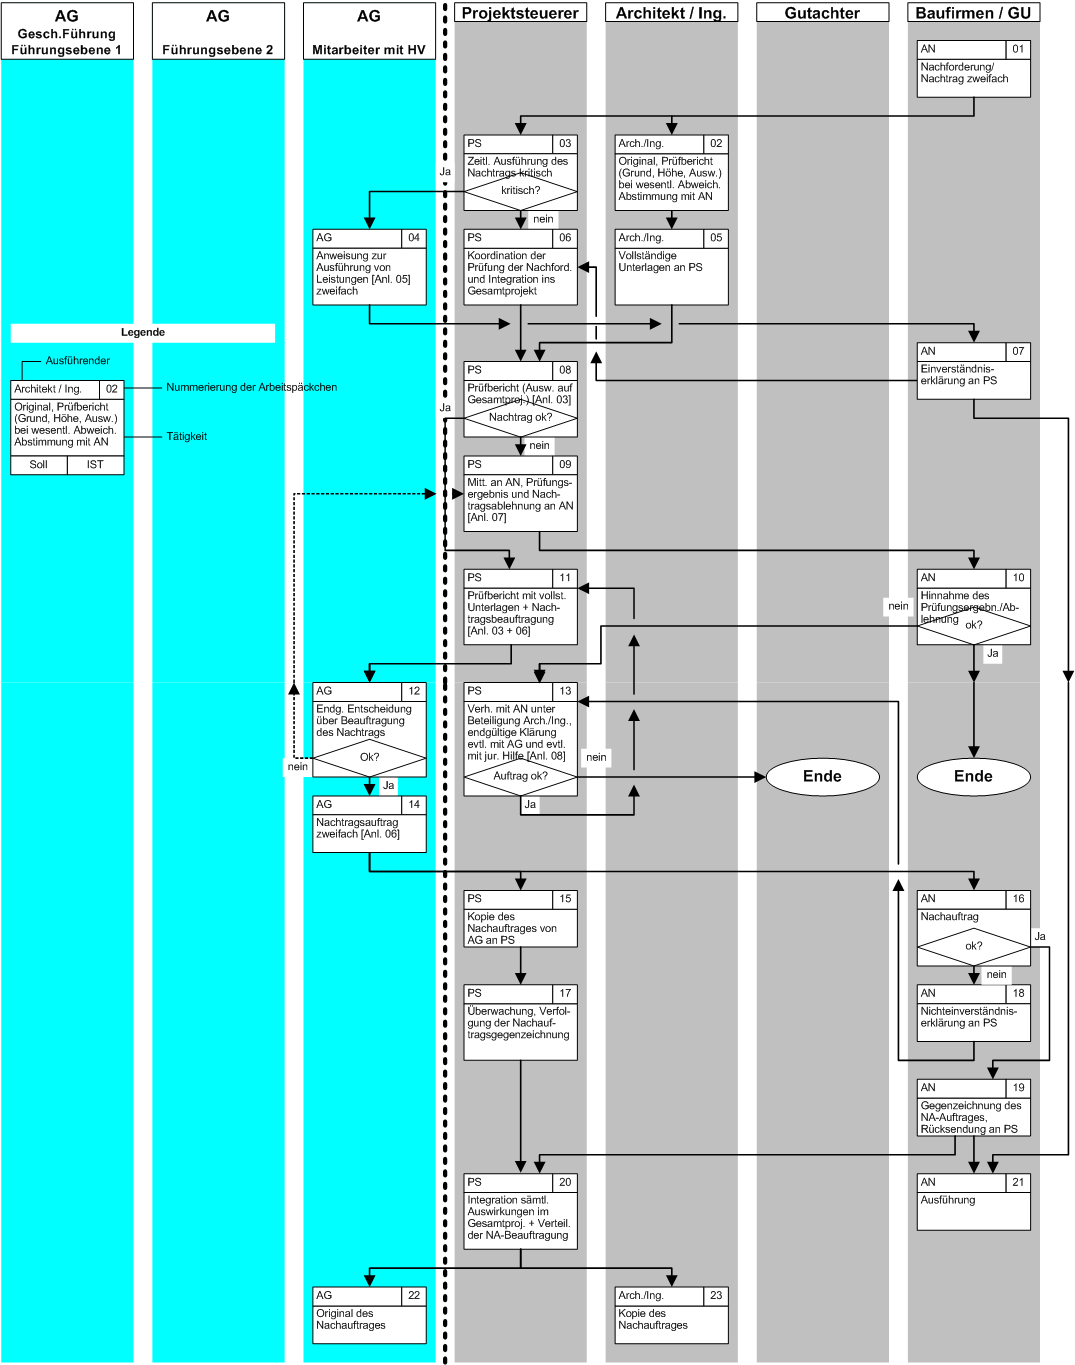 AG
Gesch.Führung
Führungsebene 1
AG
Führungsebene 2
AG
Mitarbeiter mit HV
Projektsteuerer
Architekt / Ing.
Gutachter
Baufirmen / GU
AN 01
Nachforderung/
Nachtrag zweifach
PS 03
Zeitl. Ausführung des
Nachtrags kritisch
kritisch?
Ja
nein
Arch./Ing. 02
Original, Prüfbericht
(Grund, Höhe, Ausw.)
bei wesentl. Abweich.
Abstimmung mit AN
AG 04
Anweisung zur
Ausführung von
Leistungen [Anl. 05]
zweifach
PS 06
Koordination der
Prüfung der Nachford.
und Integration ins
Gesamtprojekt
Arch./Ing. 05
Vollständige
Unterlagen an PS
Legende
Ausführender
Architekt / Ing. 02
Original, Prüfbericht
(Grund, Höhe, Ausw.)
bei wesentl. Abweich.
Abstimmung mit AN
Soll IST
Nummerierung der Arbeitspäckchen
Tätigkeit
AN 07
Einverständnis-
erklärung an PS
PS 08
Prüfbericht (Ausw. auf
Gesamtproj.) [Anl. 03]
Nachtrag ok?
Ja
nein
PS 09
Mitt. an AN, Prüfungs-
ergebnis und Nach-
tragsablehnung an AN
[Anl. 07]
PS 11
Prüfbericht mit vollst.
Unterlagen + Nach-
tragsbeauftragung
[Anl. 03 + 06]
AN 10
Hinnahme des
Prüfungsergebn./Ab-
lehnung
ok?
nein
Ja
AG 12
Endg. Entscheidung
über Beauftragung
des Nachtrags
Ok?
nein
Ja
PS 13
Verh. mit AN unter
Beteiligung Arch./Ing.,
endgültige Klärung
evtl. mit AG und evtl.
mit jur. Hilfe [Anl. 08]
Auftrag ok?
nein
Ja
Ende
Ende
AG 14
Nachtragsauftrag
zweifach [Anl. 06]
PS 15
Kopie des
Nachauftrages von
AG an PS
AN 16
Nachauftrag
ok?
Ja
nein
PS 17
Überwachung, Verfol-
gung der Nachauf-
tragsgegenzeichnung
AN 18
Nichteinverständnis-
erklärung an PS
AN 19
Gegenzeichnung des
NA-Auftrages,
Rücksendung an PS
PS 20
Integration sämtl.
Auswirkungen im
Gesamtproj. + Verteil.
der NA-Beauftragung
AN 21
Ausführung
AG 22
Original des
Nachauftrages
Arch./Ing. 23
Kopie des
Nachauftrages